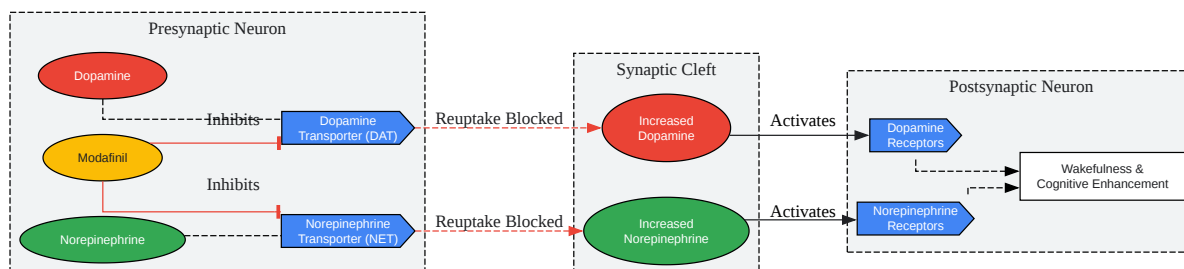 Presynaptic Neuron
Dopamine
Inhibits
Dopamine
Transporter (DAT)
Modafinil
Inhibits
Norepinephrine
Norepinephrine
Transporter (NET)
Reuptake Blocked
Reuptake Blocked
Synaptic Cleft
Increased
Dopamine
Increased
Norepinephrine
Activates
Activates
Postsynaptic Neuron
Dopamine
Receptors
Norepinephrine
Receptors
Wakefulness &
Cognitive Enhancement